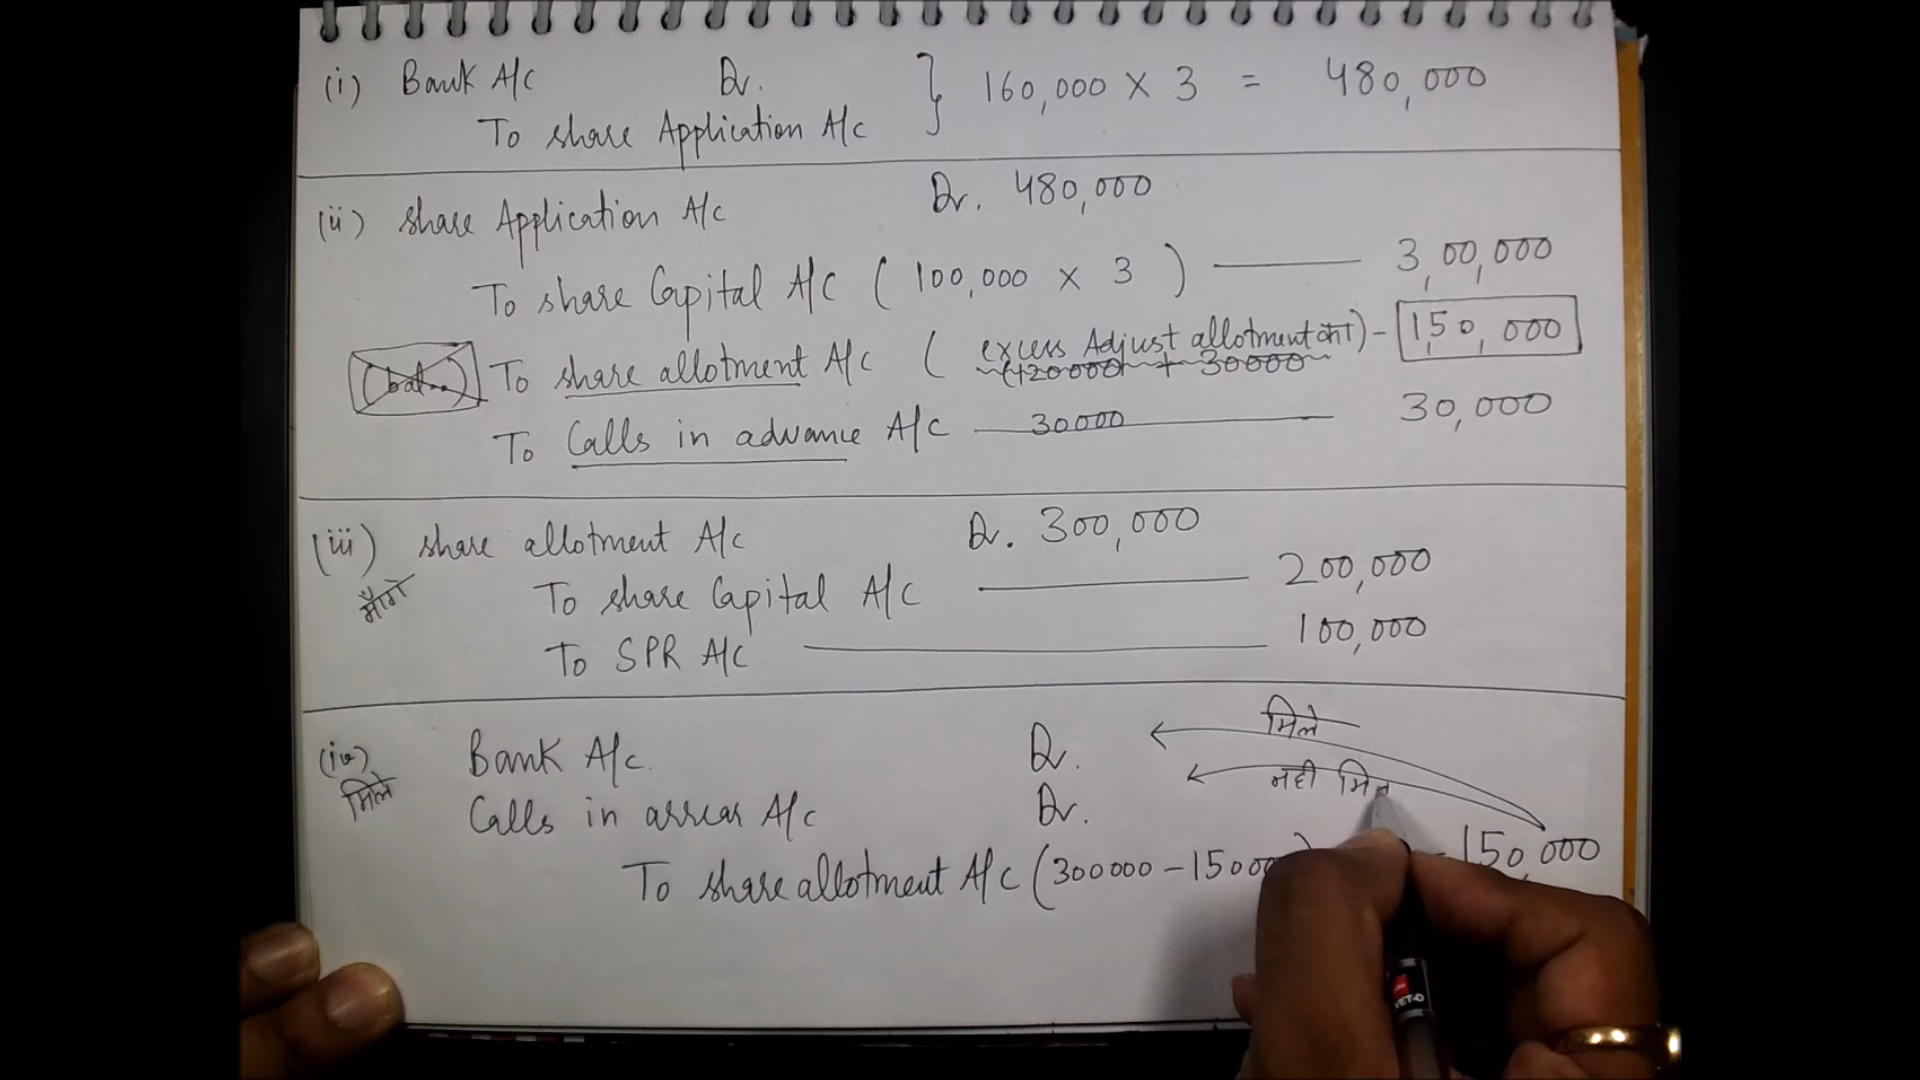 (i) Bank A/c Dr. } 160,000 X 3 = 480,000
To share Application A/c
(ii) share Application A/c Dr. 480,000
To share Capital A/c ( 100,000 x 3 ) 3,00,000
(bal...) To share allotment A/c ( excess Adjust allotment का) - 1,50,000
(120000 + 30000
To Calls in advance A/c 30000 30,000
(iii) share allotment A/c Dr. 300,000
माँगे To share Capital A/c 200,000
To SPR A/c 100,000
(iv) Bank A/c. Dr. मिले
मिले Calls in arrear A/c Dr. नही
To share allotment A/c (300000 - 15000 150,000